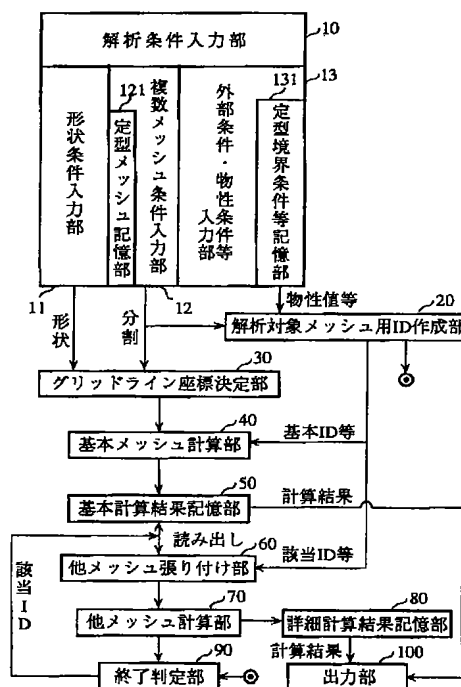 10
解析条件入力部
13
131
121
形状条件入力部
定型メッシュ記憶部
複数メッシュ条件入力部
外部条件・物性条件等入力部
定型境界条件等記憶部
11
12
形状
分割
物性値等
20
解析対象メッシュ用ID作成部
30
グリッドライン座標決定部
40
基本メッシュ計算部
基本ID等
50
基本計算結果記憶部
計算結果
読み出し
60
該当ID等
他メッシュ張り付け部
該当ID
70
他メッシュ計算部
80
詳細計算結果記憶部
90
計算結果
100
終了判定部
出力部